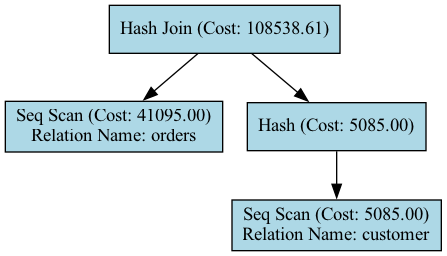 Hash Join (Cost: 108538.61)
Seq Scan (Cost: 41095.00)
Relation Name: orders
Hash (Cost: 5085.00)
Seq Scan (Cost: 5085.00)
Relation Name: customer